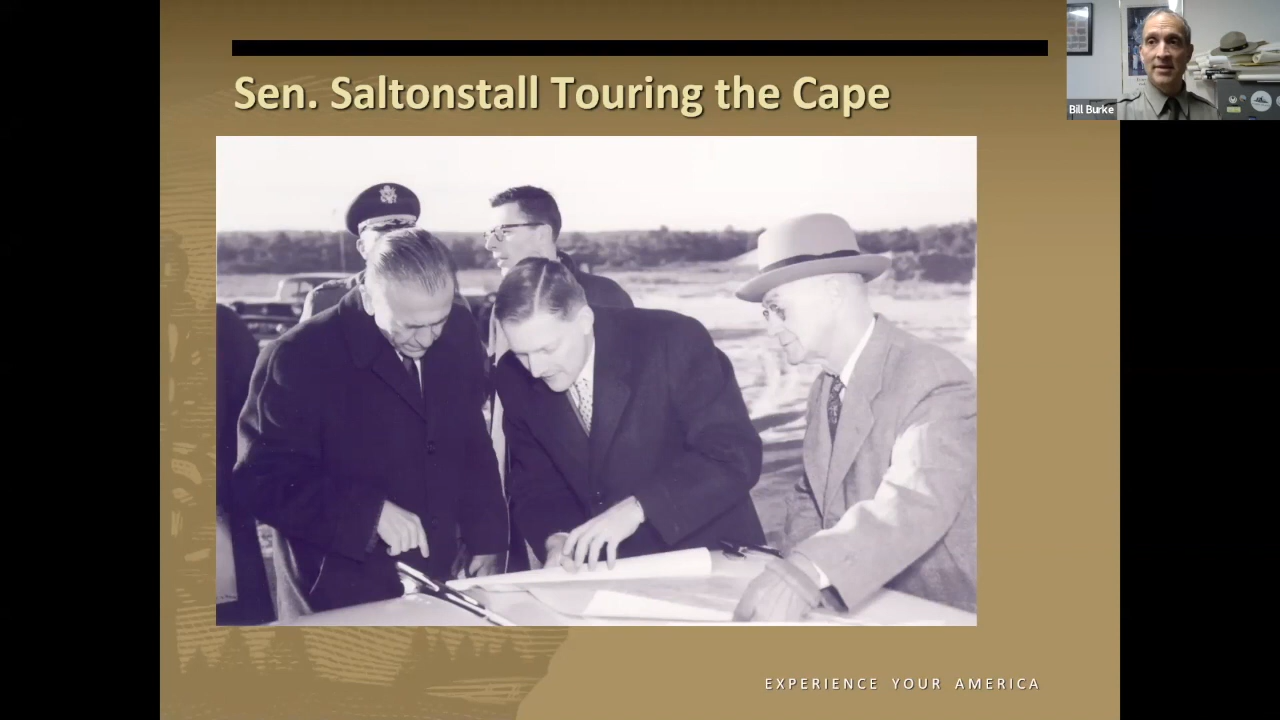 Sen. Saltonstall Touring the Cape
Bill Burke
EXPERIENCE YOUR AMERICA